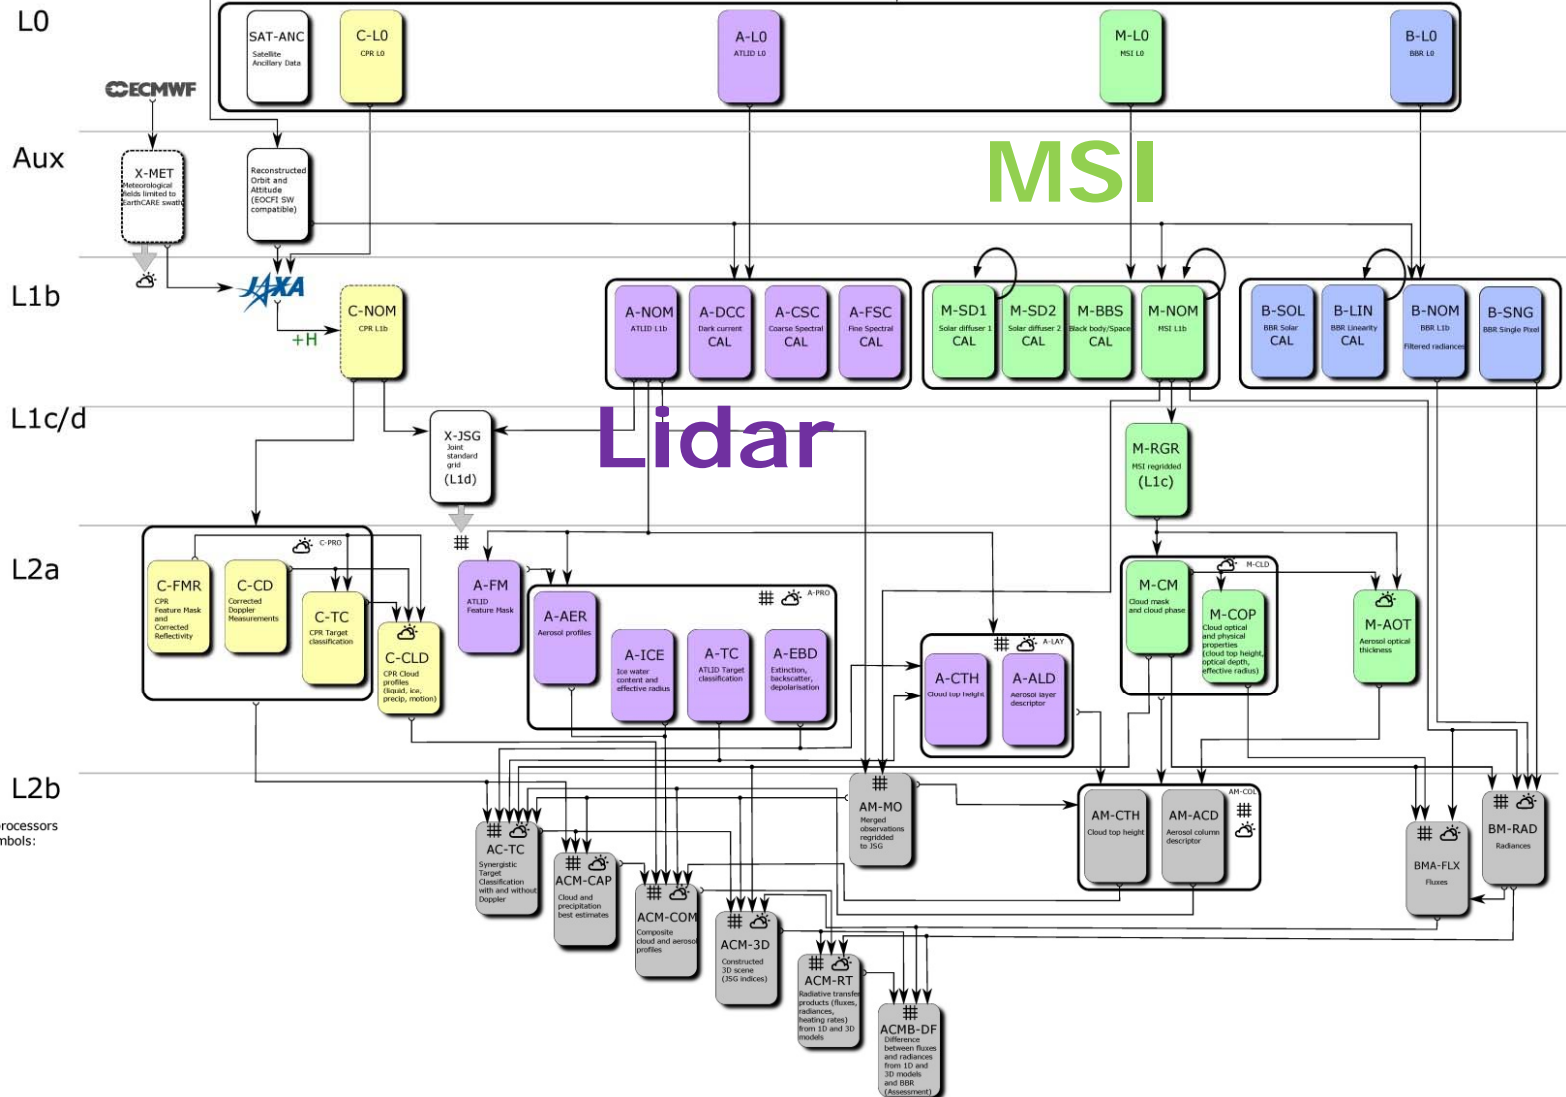 L0
SAT-ANC
Satellite
Ancillary Data
C-L0
CPR L0
A-L0
ATLID L0
M-L0
MSI L0
B-L0
BBR L0
ECMWF
Aux
X-MET
Meteorological
fields limited to
EarthCARE swath
Reconstructed
Orbit and
Attitude
(EOCFI SW
compatible)
MSI
L1b
JAXA
+H
C-NOM
CPR L1b
A-NOM
ATLID L1b
A-DCC
Dark current
CAL
A-CSC
Coarse Spectral
CAL
A-FSC
Fine Spectral
CAL
M-SD1
Solar diffuser 1
CAL
M-SD2
Solar diffuser 2
CAL
M-BBS
Black body/Space
CAL
M-NOM
MSI L1b
B-SOL
BBR Solar
CAL
B-LIN
BBR Linearity
CAL
B-NOM
BBR L1b
Filtered radiances
B-SNG
BBR Single Pixel
L1c/d
X-JSG
Joint
standard
grid
(L1d)
Lidar
M-RGR
MSI regridded
(L1c)
L2a
C-PRO
C-FMR
CPR
Feature Mask
and
Corrected
Reflectivity
C-CD
Corrected
Doppler
Measurements
C-TC
CPR Target
classification
C-CLD
CPR Cloud
profiles
(liquid, ice,
precip, motion)
A-FM
ATLID
Feature Mask
A-PRO
A-AER
Aerosol profiles
A-ICE
Ice water
content and
effective radius
A-TC
ATLID Target
classification
A-EBD
Extinction,
backscatter,
depolarisation
A-LAY
A-CTH
Cloud top height
A-ALD
Aerosol layer
descriptor
M-CLD
M-CM
Cloud mask
and cloud phase
M-COP
Cloud optical
and physical
properties
(cloud top height,
optical depth,
effective radius)
M-AOT
Aerosol optical
thickness
L2b
rocessors
mbols:
AC-TC
Synergistic
Target
Classification
with and without
Doppler
ACM-CAP
Cloud and
precipitation
best estimates
ACM-COM
Composite
cloud and aerosol
profiles
ACM-3D
Constructed
3D scene
(JSG indices)
ACM-RT
Radiative transfer
products (fluxes,
radiances,
heating rates)
from 1D and 3D
models
ACMB-DF
Difference
between fluxes
and radiances
from 1D and
3D models
and BBR
(Assessment)
AM-MO
Merged
observations
regridded
to JSG
AM-COL
AM-CTH
Cloud top height
AM-ACD
Aerosol column
descriptor
BMA-FLX
Fluxes
BM-RAD
Radiances